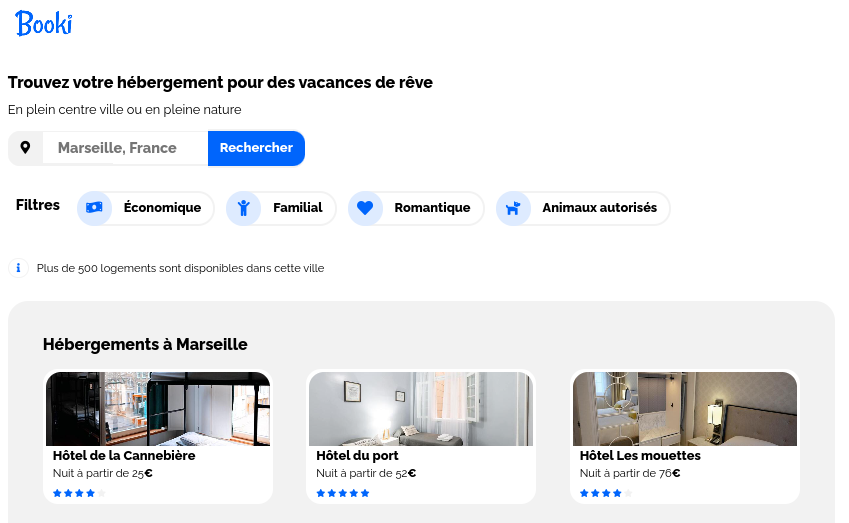 Booki
Trouvez votre hébergement pour des vacances de rêve
En plein centre ville ou en pleine nature
Marseille, France Rechercher
Filtres Économique Familial Romantique Animaux autorisés
Plus de 500 logements sont disponibles dans cette ville
Hébergements à Marseille
Hôtel de la Cannebière Hôtel du port Hôtel Les mouettes
Nuit à partir de 25€ Nuit à partir de 52€ Nuit à partir de 76€